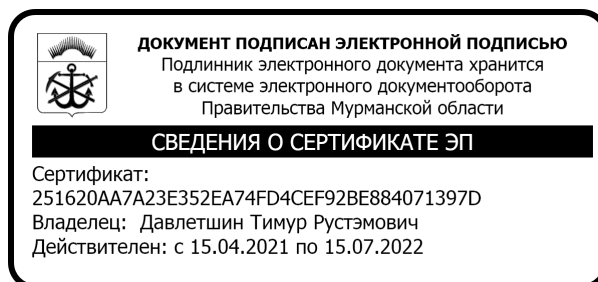 ДОКУМЕНТ ПОДПИСАН ЭЛЕКТРОННОЙ ПОДПИСЬЮ
Подлинник электронного документа хранится
в системе электронного документооборота
Правительства Мурманской области
СВЕДЕНИЯ О СЕРТИФИКАТЕ ЭП
Сертификат:
251620AA7A23E352EA74FD4CEF92BE884071397D
Владелец: Давлетшин Тимур Рустэмович
Действителен: с 15.04.2021 по 15.07.2022